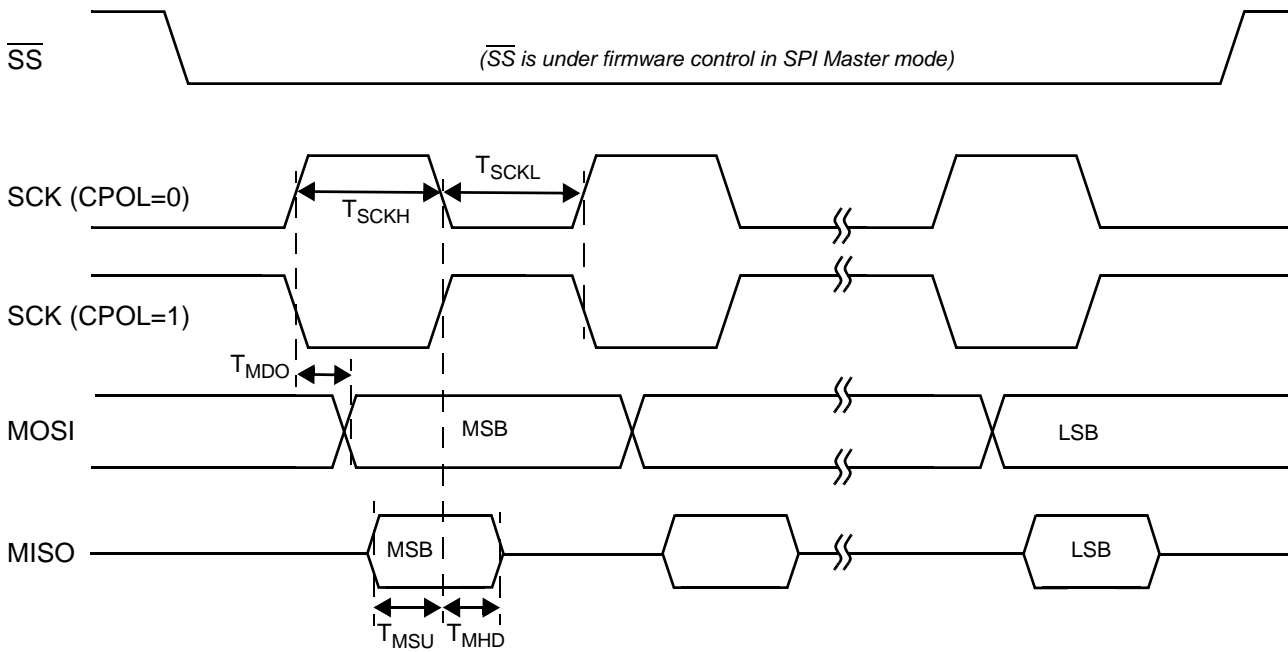 SS
(SS is under firmware control in SPI Master mode)
TSCKL
SCK (CPOL=0)
TSCKH
SCK (CPOL=1)
TMDO
MOSI
MSB
LSB
MISO
MSB
LSB
TMSU
TMHD